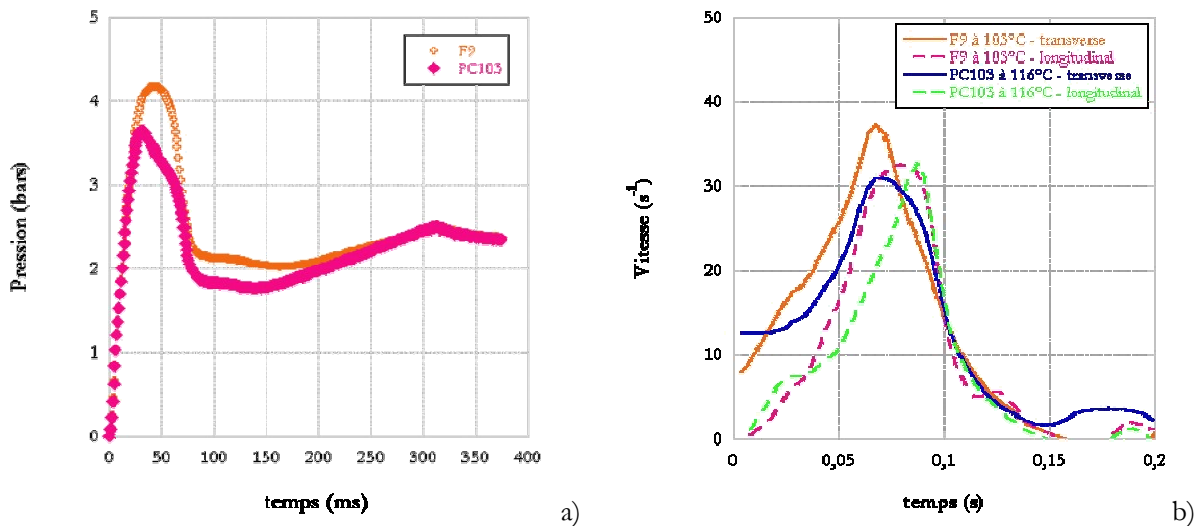 5
4
3
2
1
0
0 50 100 150 200 250 300 350 400
Pression (bars)
temps (ms)
F9
PC103
a)
50
40
30
20
10
0
0 0,05 0,1 0,15 0,2
Vitesse (s⁻¹)
temps (s)
F9 à 103°C - transverse
F9 à 103°C - longitudinal
PC103 à 116°C - transverse
PC103 à 116°C - longitudinal
b)